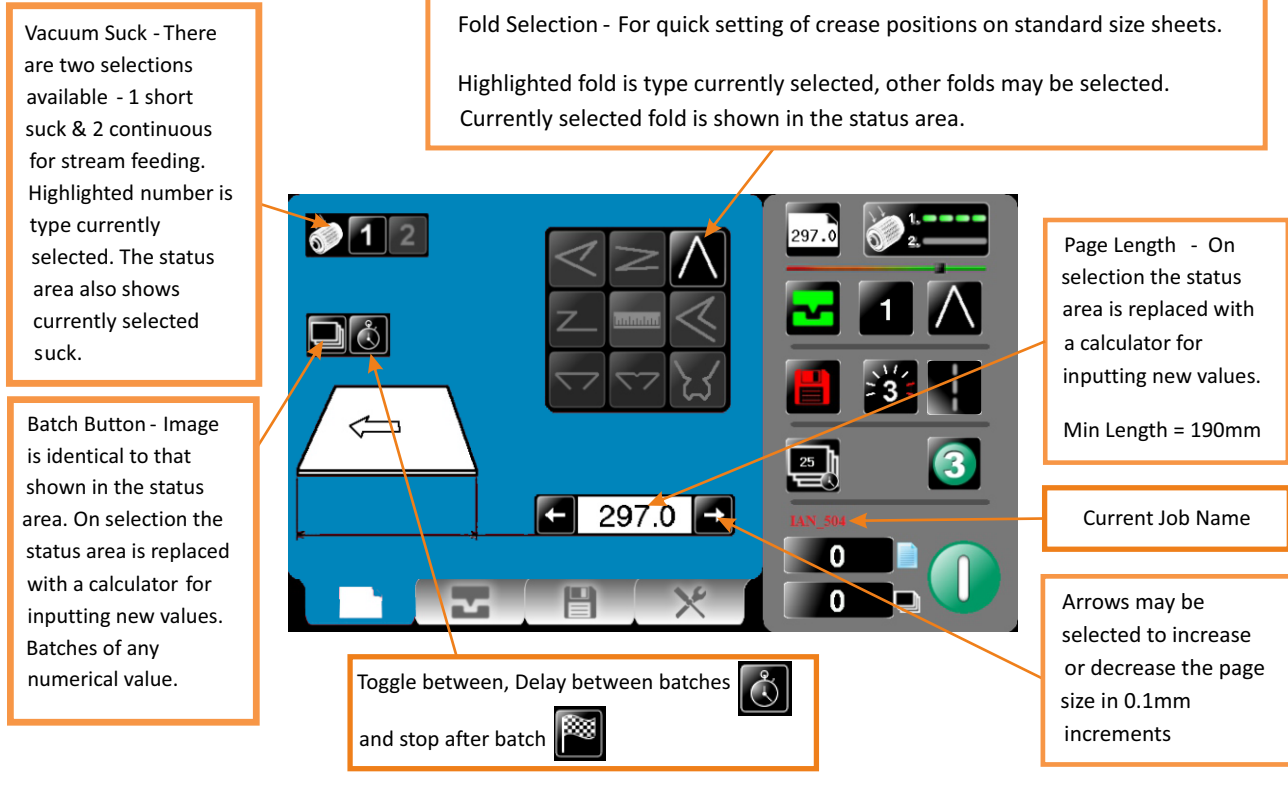 Vacuum Suck - There
are two selections
available - 1 short
suck & 2 continuous
for stream feeding.
Highlighted number is
type currently
selected. The status
area also shows
currently selected
suck.
Fold Selection - For quick setting of crease positions on standard size sheets.
Highlighted fold is type currently selected, other folds may be selected.
Currently selected fold is shown in the status area.
Batch Button - Image
is identical to that
shown in the status
area. On selection the
status area is replaced
with a calculator for
inputting new values.
Batches of any
numerical value.
1 2
297.0
297.0
1.
2.
1
3
25
3
IAN_504
0
0
Page Length - On
selection the status
area is replaced with
a calculator for
inputting new values.
Min Length = 190mm
Current Job Name
Arrows may be
selected to increase
or decrease the page
size in 0.1mm
increments
Toggle between, Delay between batches
and stop after batch